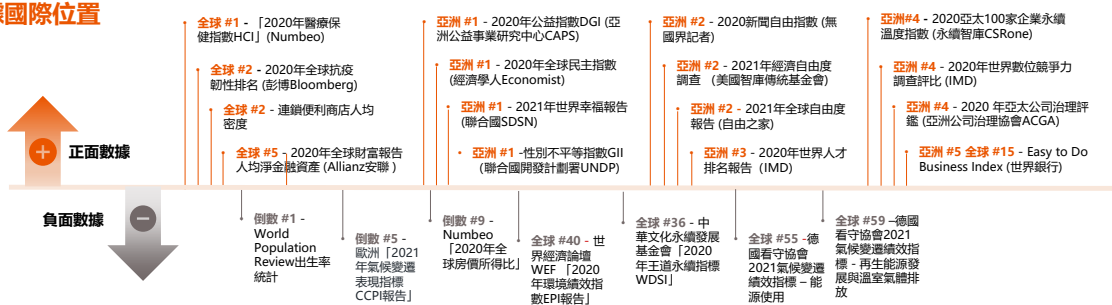 國際位置
全球 #1 - 「2020年醫療保
健指數HCI」(Numbeo)
全球 #2 - 2020年全球抗疫
韌性排名 (彭博Bloomberg)
全球 #2 - 連鎖便利商店人均
密度
全球 #5 - 2020年全球財富報告
人均淨金融資產 (Allianz安聯 )
亞洲 #1 - 2020年公益指數DGI (亞
洲公益事業研究中心CAPS)
亞洲 #1 - 2020年全球民主指數
(經濟學人Economist)
亞洲 #1 - 2021年世界幸福報告
(聯合國SDSN)
亞洲 #1 -性別不平等指數GII
(聯合國開發計劃署UNDP)
亞洲 #2 - 2020新聞自由指數 (無
國界記者)
亞洲 #2 - 2021年經濟自由度
調查 （美國智庫傳統基金會)
亞洲 #2 - 2021年全球自由度
報告 (自由之家)
亞洲 #3 - 2020年世界人才
排名報告 （IMD)
亞洲#4 - 2020亞太100家企業永續
溫度指數 (永續智庫CSRone)
亞洲 #4 - 2020年世界數位競爭力
調查評比 (IMD)
亞洲 #4 - 2020 年亞太公司治理評
鑑 (亞洲公司治理協會ACGA)
亞洲 #5 全球 #15 - Easy to Do
Business Index (世界銀行)
正面數據
負面數據
倒數 #1 -
World
Population
Review出生率
統計
倒數 #5 -
歐洲「2021
年氣候變遷
表現指標
CCPI報告」
倒數 #9 -
Numbeo
「2020年全
球房價所得比」
全球 #40 - 世
界經濟論壇
WEF 「2020
年環境績效指
數EPI報告」
全球 #36 - 中
華文化永續發展
基金會「2020
年王道永續指標
WDSI」
全球 #55 -德
國看守協會
2021氣候變遷
績效指標 – 能
源使用
全球 #59 –德國
看守協會2021
氣候變遷績效指
標 - 再生能源發
展與溫室氣體排
放